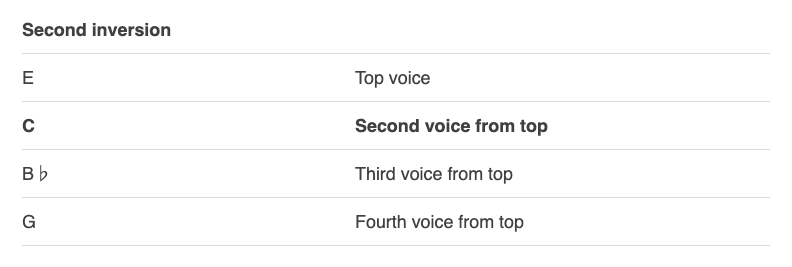 Second inversion
E Top voice
C Second voice from top
B ♭ Third voice from top
G Fourth voice from top